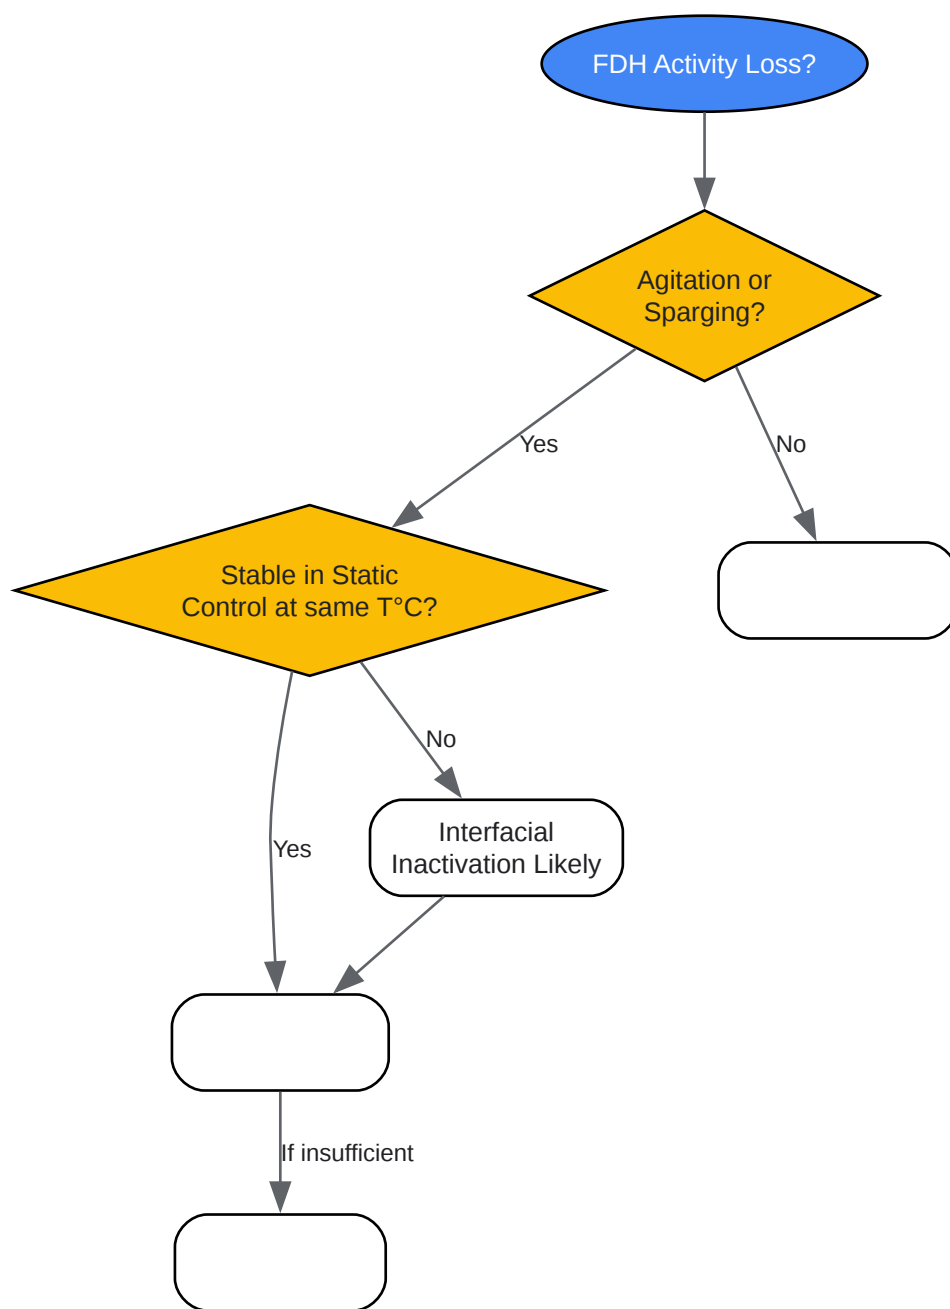 FDH Activity Loss?
Agitation or
Sparging?
Yes
No
Stable in Static
Control at same T°C?
No
Yes
Interfacial
Inactivation Likely
If insufficient